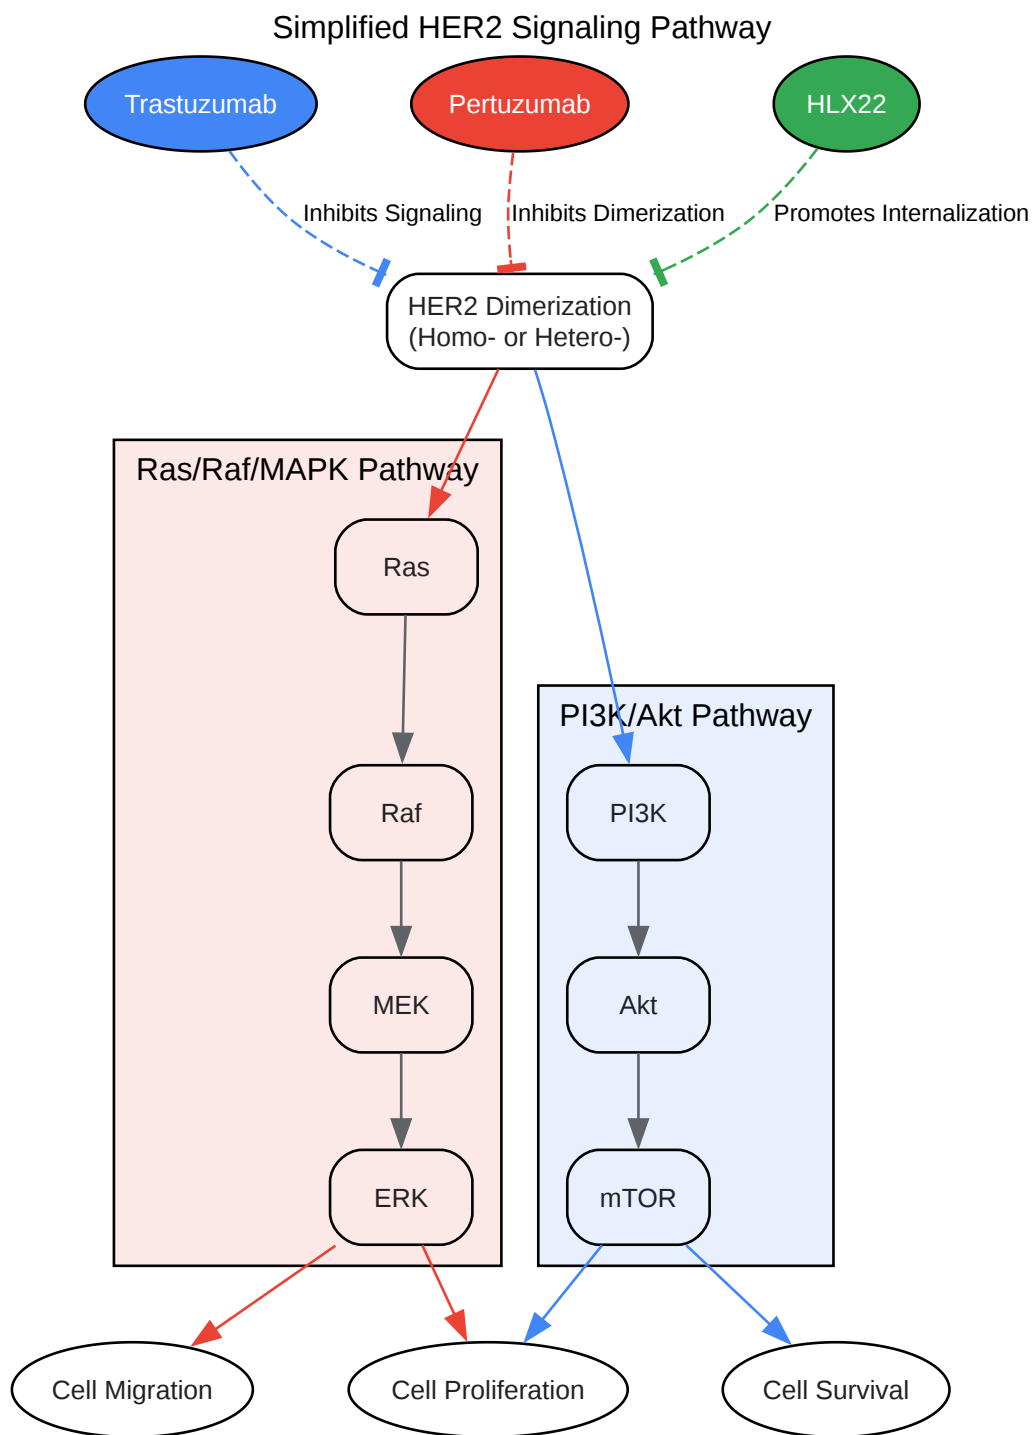 Simplified HER2 Signaling Pathway
Trastuzumab
Pertuzumab
HLX22
Inhibits Signaling
Inhibits Dimerization
Promotes Internalization
HER2 Dimerization
(Homo- or Hetero-)
Ras/Raf/MAPK Pathway
Ras
PI3K/Akt Pathway
Raf
PI3K
MEK
Akt
ERK
mTOR
Cell Migration
Cell Proliferation
Cell Survival